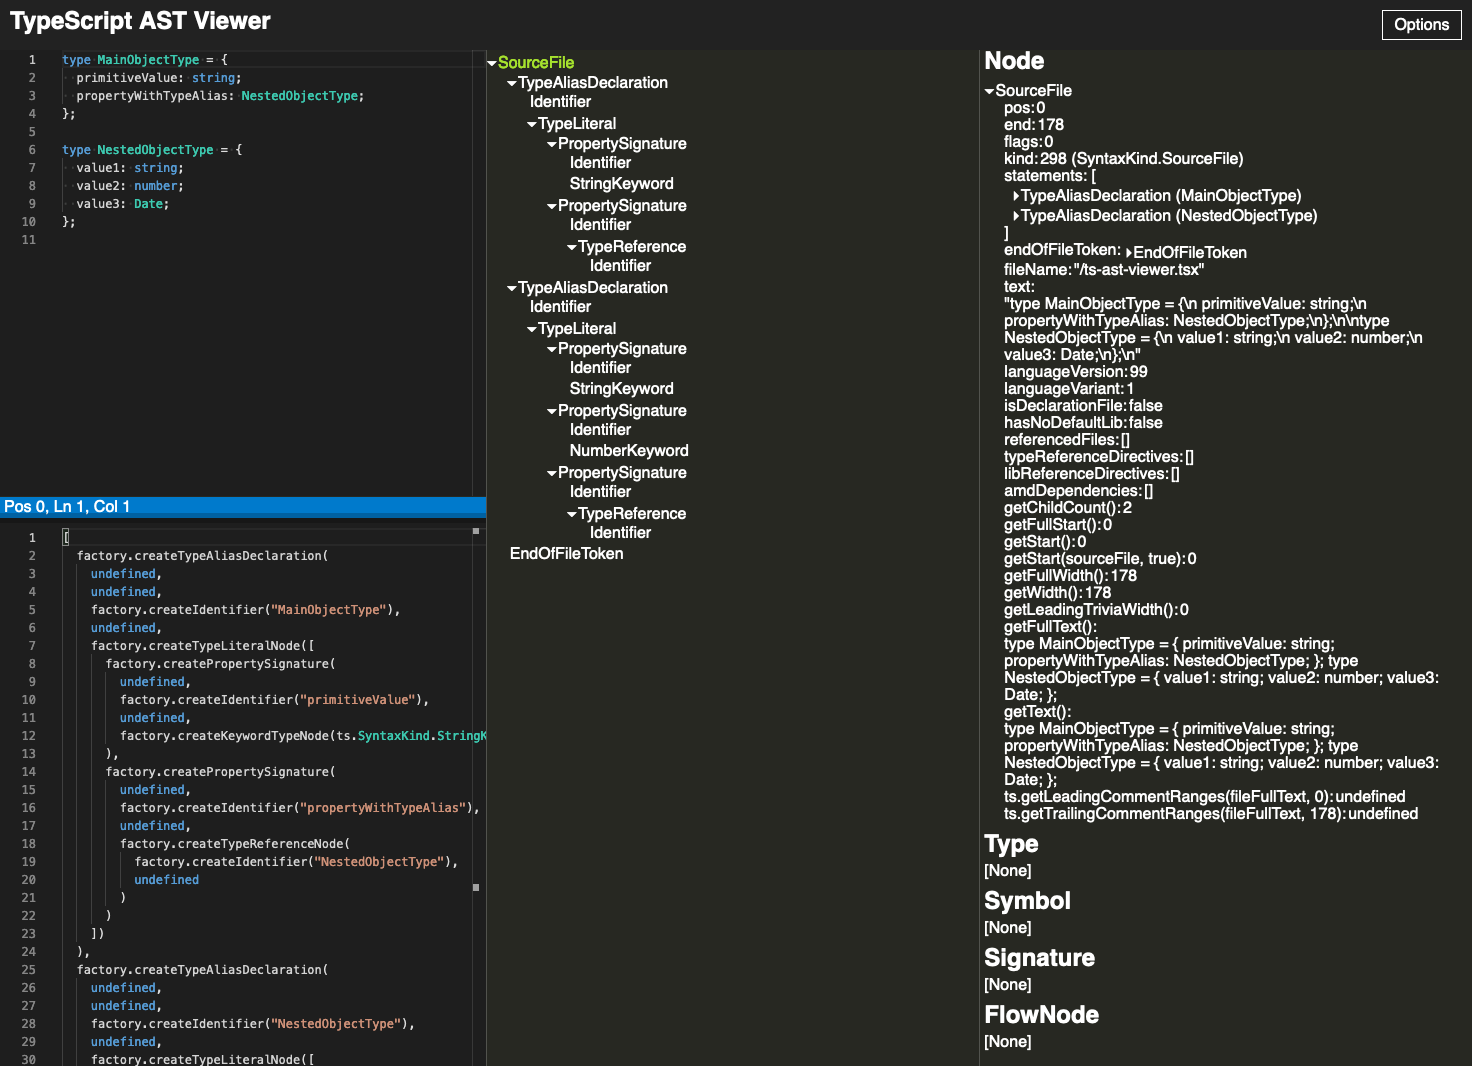 TypeScript AST Viewer
Options
1 type MainObjectType = {
2 primitiveValue: string;
3 propertyWithTypeAlias: NestedObjectType;
4 };
5
6 type NestedObjectType = {
7 value1: string;
8 value2: number;
9 value3: Date;
10 };
11
Pos 0, Ln 1, Col 1
1 [
2 factory.createTypeAliasDeclaration(
3 undefined,
4 undefined,
5 factory.createIdentifier("MainObjectType"),
6 undefined,
7 factory.createTypeLiteralNode([
8 factory.createPropertySignature(
9 undefined,
10 factory.createIdentifier("primitiveValue"),
11 undefined,
12 factory.createKeywordTypeNode(ts.SyntaxKind.StringK
13 ),
14 factory.createPropertySignature(
15 undefined,
16 factory.createIdentifier("propertyWithTypeAlias"),
17 undefined,
18 factory.createTypeReferenceNode(
19 factory.createIdentifier("NestedObjectType"),
20 undefined
21 )
22 )
23 ])
24 ),
25 factory.createTypeAliasDeclaration(
26 undefined,
27 undefined,
28 factory.createIdentifier("NestedObjectType"),
29 undefined,
30 factory.createTypeLiteralNode([
SourceFile
TypeAliasDeclaration
Identifier
TypeLiteral
PropertySignature
Identifier
StringKeyword
PropertySignature
Identifier
TypeReference
Identifier
TypeAliasDeclaration
Identifier
TypeLiteral
PropertySignature
Identifier
StringKeyword
PropertySignature
Identifier
NumberKeyword
PropertySignature
Identifier
TypeReference
Identifier
EndOfFileToken
Node
SourceFile
pos:0
end:178
flags:0
kind:298 (SyntaxKind.SourceFile)
statements: [
TypeAliasDeclaration (MainObjectType)
TypeAliasDeclaration (NestedObjectType)
]
endOfFileToken: EndOfFileToken
fileName:"/ts-ast-viewer.tsx"
text:
"type MainObjectType = {\n primitiveValue: string;\n
propertyWithTypeAlias: NestedObjectType;\n};\n\ntype
NestedObjectType = {\n value1: string;\n value2: number;\n
value3: Date;\n};\n"
languageVersion:99
languageVariant:1
isDeclarationFile:false
hasNoDefaultLib:false
referencedFiles:[]
typeReferenceDirectives:[]
libReferenceDirectives:[]
amdDependencies:[]
getChildCount():2
getFullStart():0
getStart():0
getStart(sourceFile, true):0
getFullWidth():178
getWidth():178
getLeadingTriviaWidth():0
getFullText():
type MainObjectType = { primitiveValue: string;
propertyWithTypeAlias: NestedObjectType; }; type
NestedObjectType = { value1: string; value2: number; value3:
Date; };
getText():
type MainObjectType = { primitiveValue: string;
propertyWithTypeAlias: NestedObjectType; }; type
NestedObjectType = { value1: string; value2: number; value3:
Date; };
ts.getLeadingCommentRanges(fileFullText, 0):undefined
ts.getTrailingCommentRanges(fileFullText, 178):undefined
Type
[None]
Symbol
[None]
Signature
[None]
FlowNode
[None]